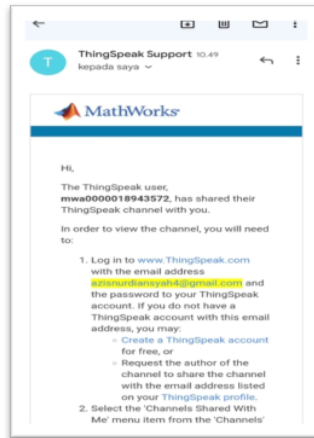 ThingSpeak Support 10.49
T
kepada saya
MathWorks®
Hi,
The ThingSpeak user,
mwa0000018943572, has shared their
ThingSpeak channel with you.
In order to view the channel, you will need
to:
1. Log in to www.ThingSpeak.com
with the email address
azisnurdiansyah4@gmail.com and
the password to your ThingSpeak
account. If you do not have a
ThingSpeak account with this email
address, you may:
Create a ThingSpeak account
for free, or
Request the author of the
channel to share the channel
with the email address listed
on your ThingSpeak profile.
2. Select the 'Channels Shared With
Me' menu item from the 'Channels'